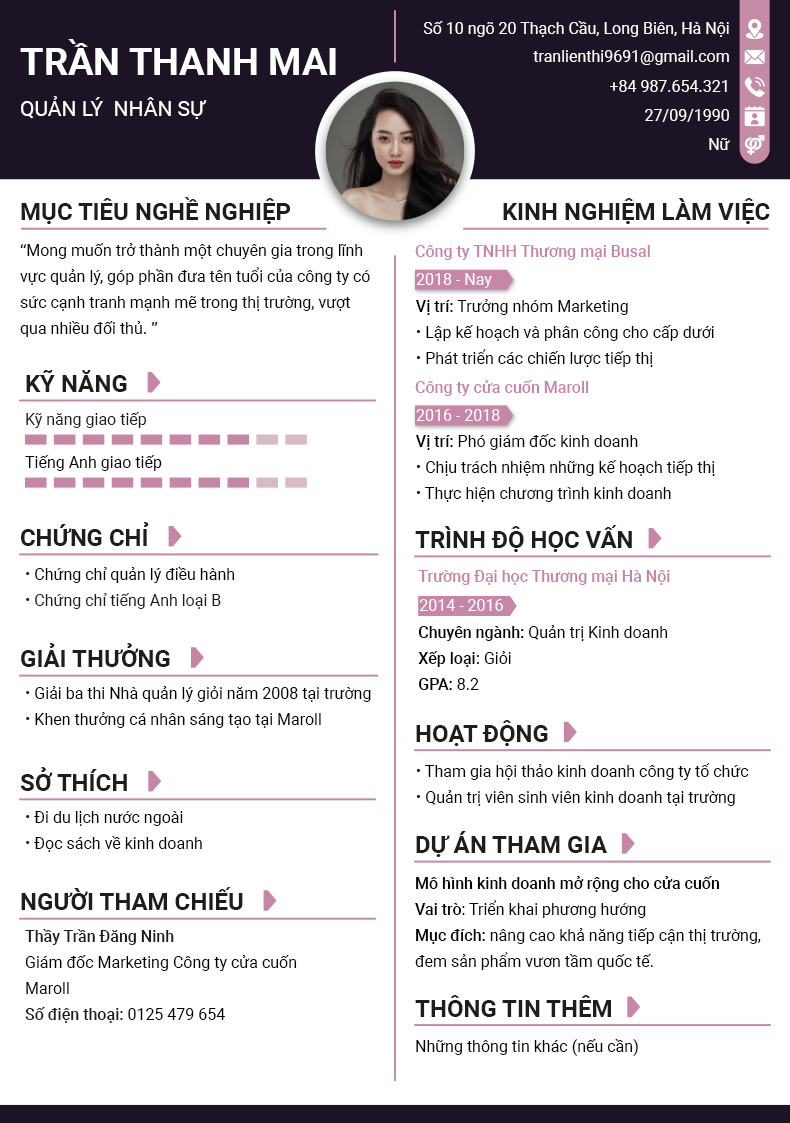 TRẦN THANH MAI
QUẢN LÝ  NHÂN SỰ
Số 10 ngõ 20 Thạch Cầu, Long Biên, Hà Nội
tranlienthi9691@gmail.com
+84 987.654.321
27/09/1990
Nữ
MỤC TIÊU NGHỀ NGHIỆP
“Mong muốn trở thành một chuyên gia trong lĩnh
vực quản lý, góp phần đưa tên tuổi của công ty có
sức cạnh tranh mạnh mẽ trong thị trường, vượt
qua nhiều đối thủ. ”
KỸ NĂNG
Kỹ năng giao tiếp
Tiếng Anh giao tiếp
CHỨNG CHỈ
• Chứng chỉ quản lý điều hành
• Chứng chỉ tiếng Anh loại B
GIẢI THƯỞNG
• Giải ba thi Nhà quản lý giỏi năm 2008 tại trường
• Khen thưởng cá nhân sáng tạo tại Maroll
SỞ THÍCH
• Đi du lịch nước ngoài
• Đọc sách về kinh doanh
NGƯỜI THAM CHIẾU
Thầy Trần Đăng Ninh
Giám đốc Marketing Công ty cửa cuốn
Maroll
Số điện thoại: 0125 479 654
KINH NGHIỆM LÀM VIỆC
Công ty TNHH Thương mại Busal
2018 - Nay
Vị trí: Trưởng nhóm Marketing
• Lập kế hoạch và phân công cho cấp dưới
• Phát triển các chiến lược tiếp thị
Công ty cửa cuốn Maroll
2016 - 2018
Vị trí: Phó giám đốc kinh doanh
• Chịu trách nhiệm những kế hoạch tiếp thị
• Thực hiện chương trình kinh doanh
TRÌNH ĐỘ HỌC VẤN
Trường Đại học Thương mại Hà Nội
2014 - 2016
Chuyên ngành: Quản trị Kinh doanh
Xếp loại: Giỏi
GPA: 8.2
HOẠT ĐỘNG
• Tham gia hội thảo kinh doanh công ty tổ chức
• Quản trị viên sinh viên kinh doanh tại trường
DỰ ÁN THAM GIA
Mô hình kinh doanh mở rộng cho cửa cuốn
Vai trò: Triển khai phương hướng
Mục đích: nâng cao khả năng tiếp cận thị trường,
đem sản phẩm vươn tầm quốc tế.
THÔNG TIN THÊM
Những thông tin khác (nếu cần)